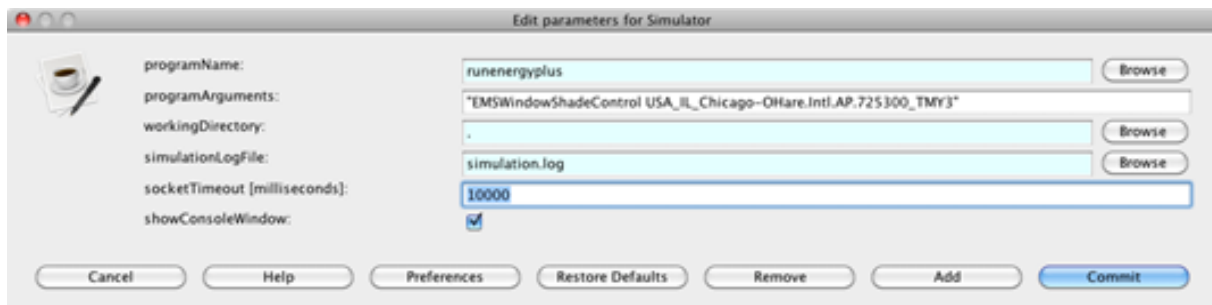 Edit parameters for Simulator
programName: runenergyplus Browse
programArguments: "EMSWindowShadeControl USA_IL_Chicago-OHare.Intl.AP.725300_TMY3"
workingDirectory: . Browse
simulationLogFile: simulation.log Browse
socketTimeout [milliseconds]: 10000
showConsoleWindow:
Cancel Help Preferences Restore Defaults Remove Add Commit